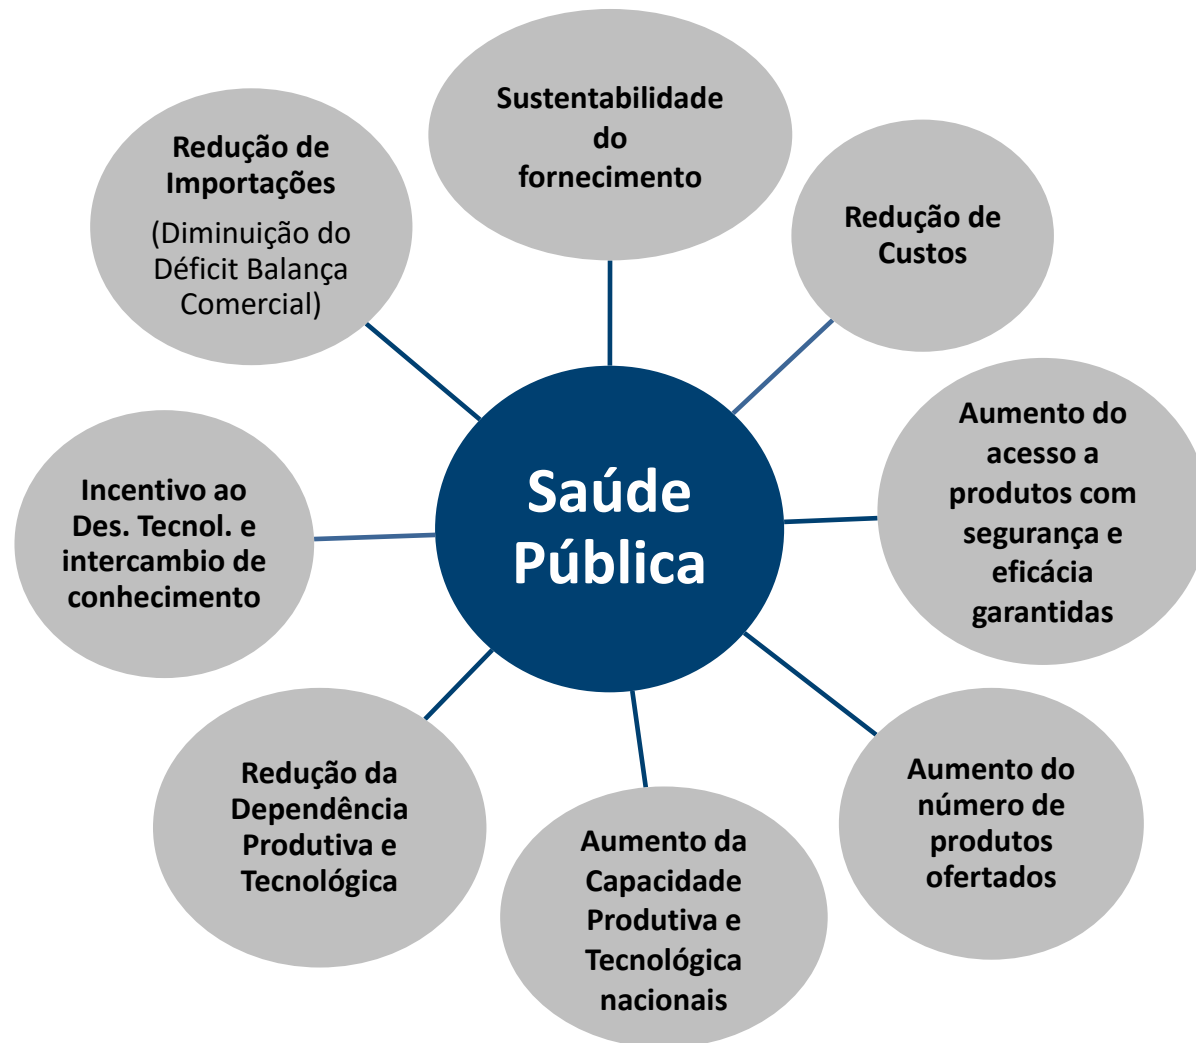 Sustentabilidade
do
fornecimento
Redução de
Importações
(Diminuição do
Déficit Balança
Comercial)
Redução de
Custos
Aumento do
acesso a
produtos com
segurança e
eficácia
garantidas
Saúde
Pública
Incentivo ao
Des. Tecnol. e
intercambio de
conhecimento
Aumento do
número de
produtos
ofertados
Redução da
Dependência
Produtiva e
Tecnológica
Aumento da
Capacidade
Produtiva e
Tecnológica
nacionais